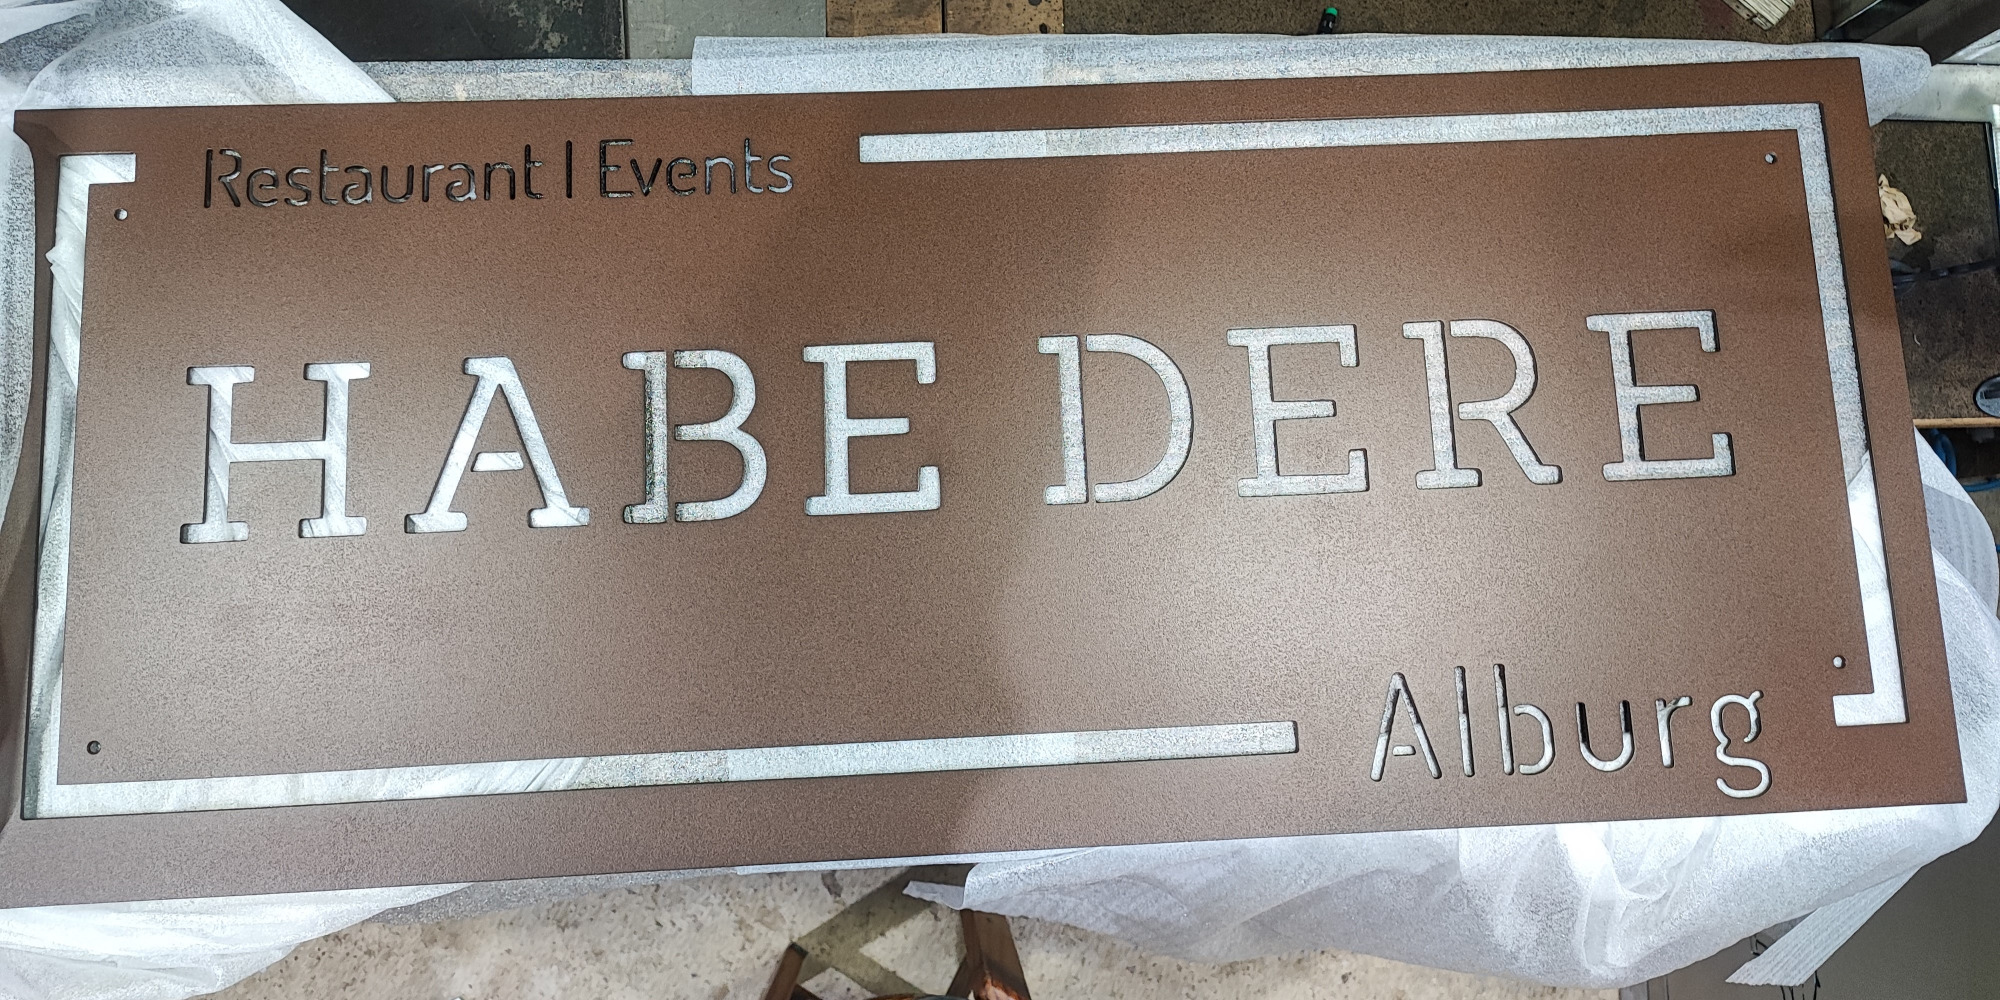 Restaurant | Events
HABE DERE
Alburg